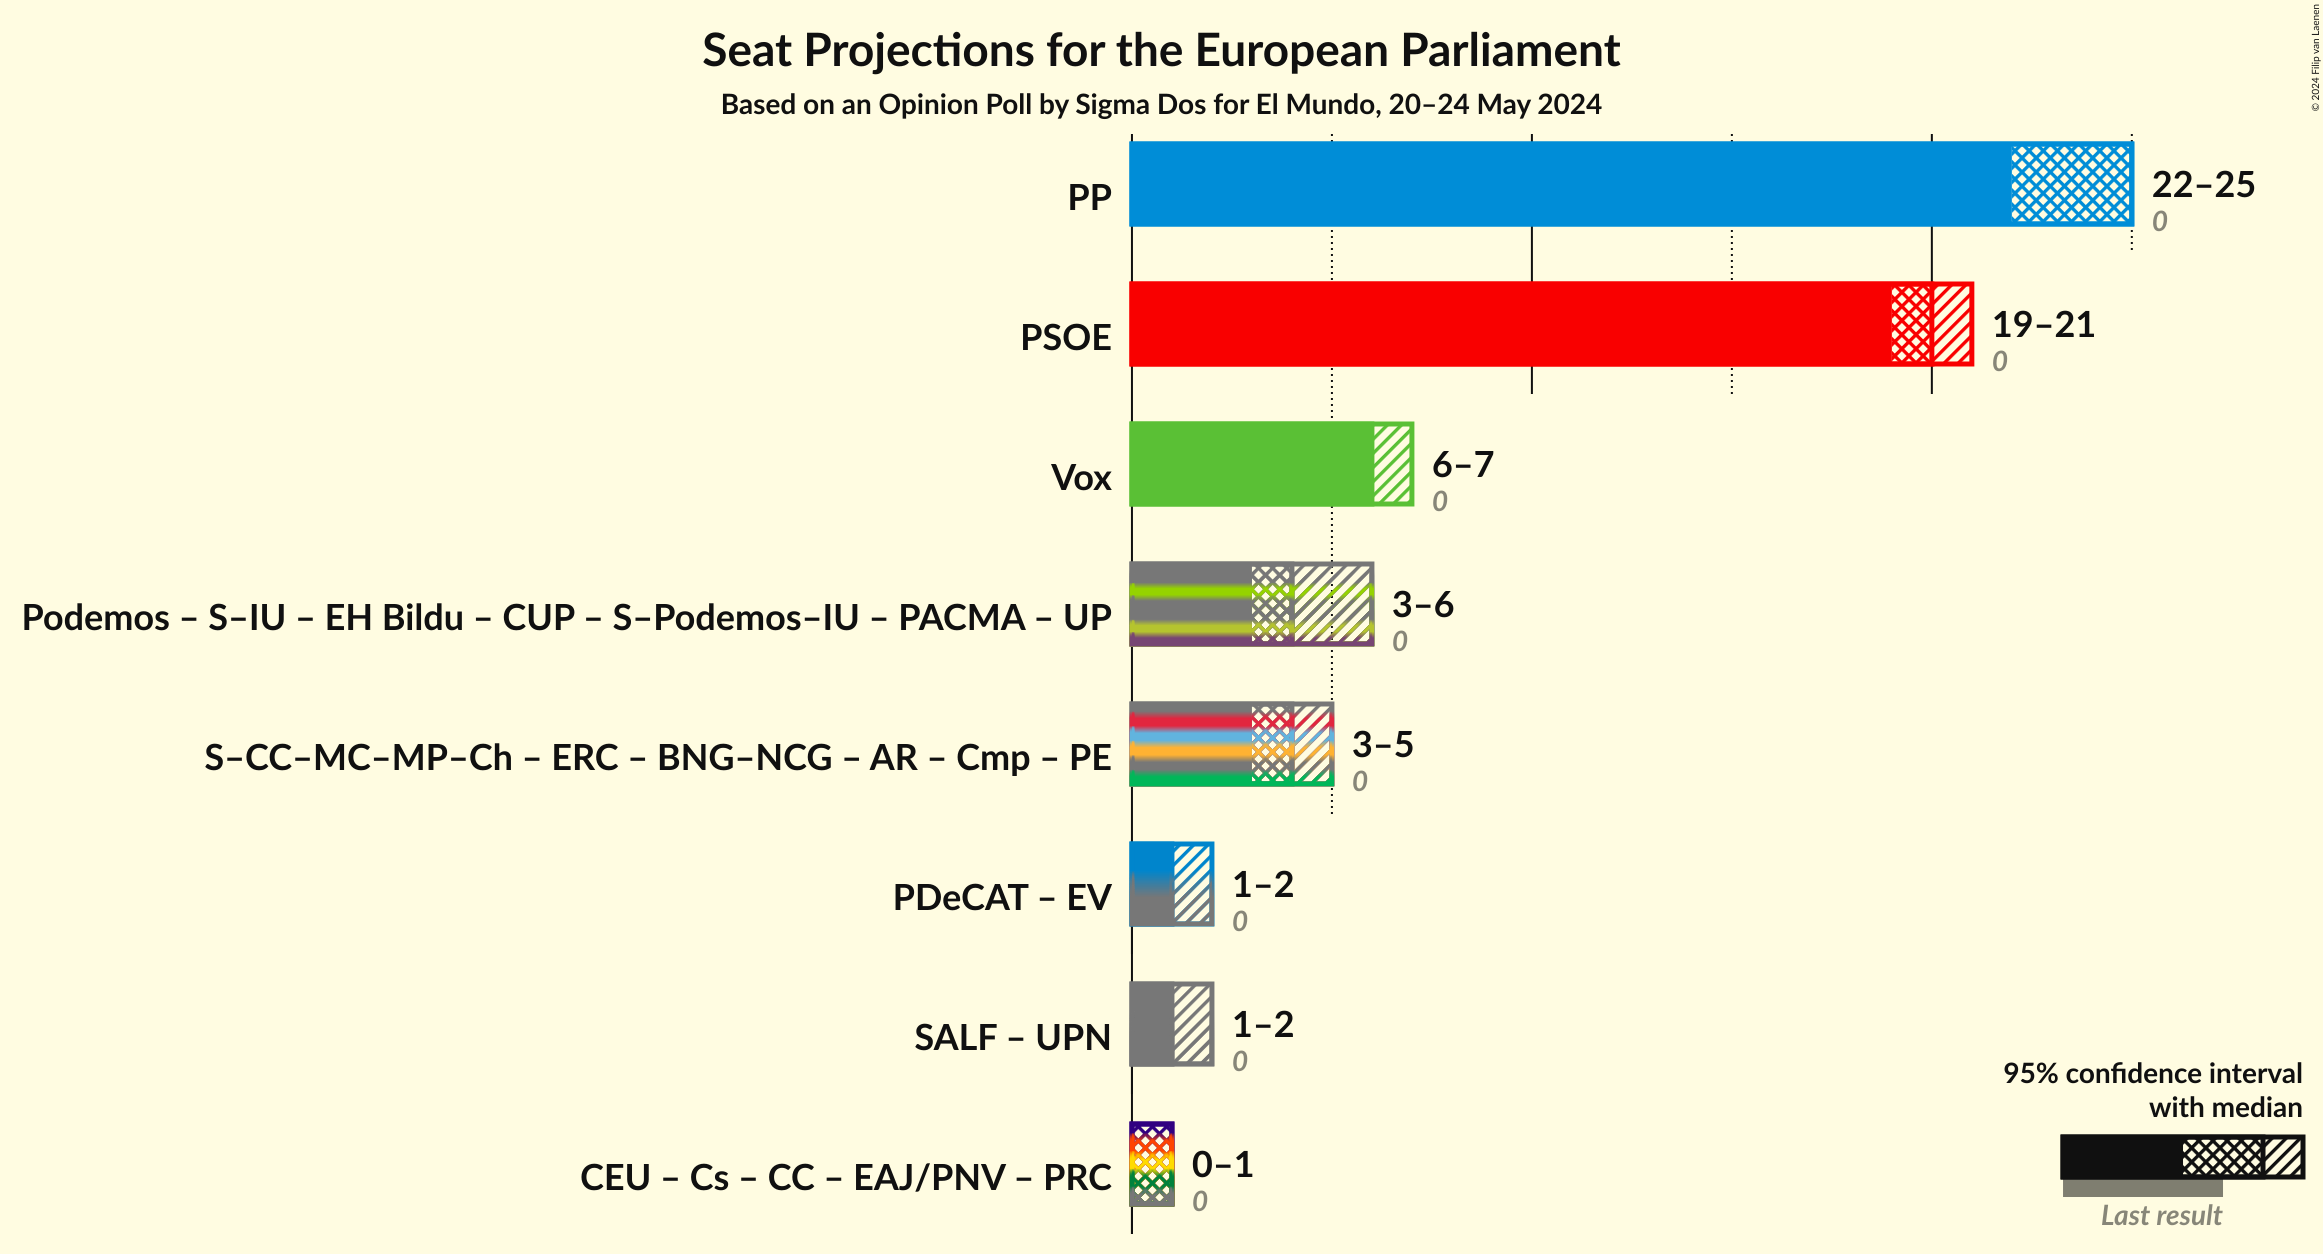 Seat Projections for the European Parliament
Based on an Opinion Poll by Sigma Dos for El Mundo, 20–24 May 2024
© 2024 Filip van Laenen
PP
22–25
0
PSOE
19–21
0
Vox
6–7
0
Podemos – S–IU – EH Bildu – CUP – S–Podemos–IU – PACMA – UP
3–6
0
S–CC–MC–MP–Ch – ERC – BNG–NCG – AR – Cmp – PE
3–5
0
PDeCAT – EV
1–2
0
SALF – UPN
1–2
0
CEU – Cs – CC – EAJ/PNV – PRC
0–1
0
95% confidence interval
with median
Last result